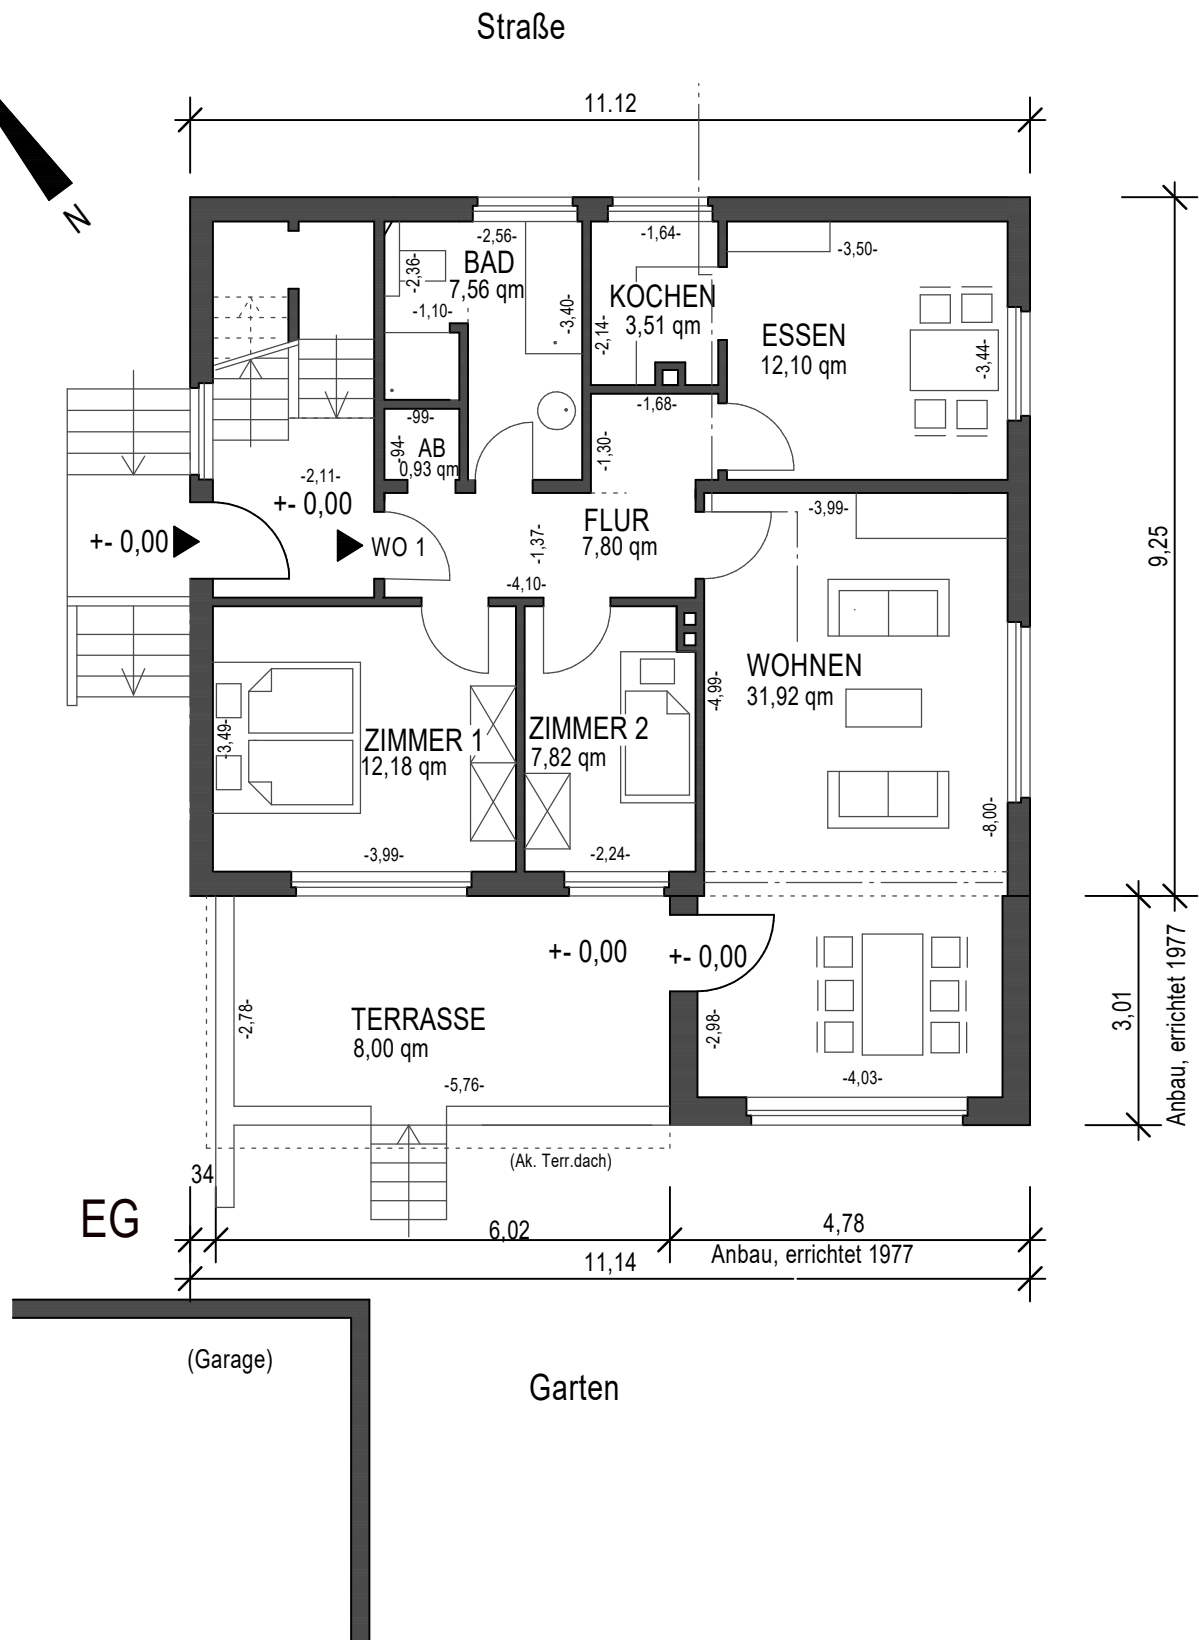 Straße
11.12
N
-2,56-
BAD
7,56 qm
-2,36-
-1,10-
-3,40-
-1,64-
KOCHEN
3,51 qm
-2,14-
-3,50-
ESSEN
12,10 qm
-3,44-
-99-
AB
0,93 qm
-94-
-1,68-
-1,30-
-2,11-
+- 0,00
+- 0,00
WO 1
FLUR
7,80 qm
-1,37-
-4,10-
-3,99-
9,25
WOHNEN
31,92 qm
-4,99-
-8,00-
ZIMMER 1
12,18 qm
-3,49-
-3,99-
ZIMMER 2
7,82 qm
-2,24-
+- 0,00
+- 0,00
TERRASSE
8,00 qm
-2,78-
-5,76-
-2,98-
-4,03-
3,01
Anbau, errichtet 1977
(Ak. Terr.dach)
34
EG
6,02
4,78
Anbau, errichtet 1977
11,14
(Garage)
Garten